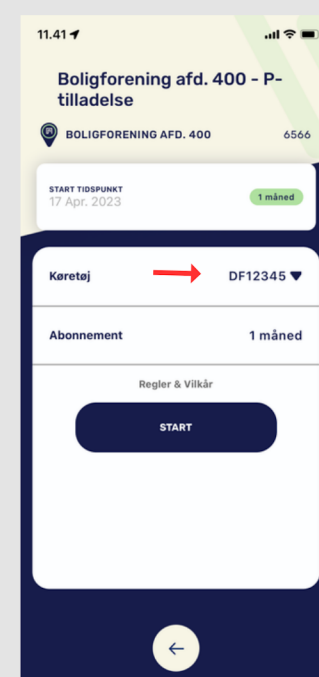 11.41
Boligforening afd. 400 - P-
tilladelse
BOLIGFORENING AFD. 400 6566
START TIDSPUNKT
17 Apr. 2023 1 måned
Køretøj DF12345
Abonnement 1 måned
Regler & Vilkår
START